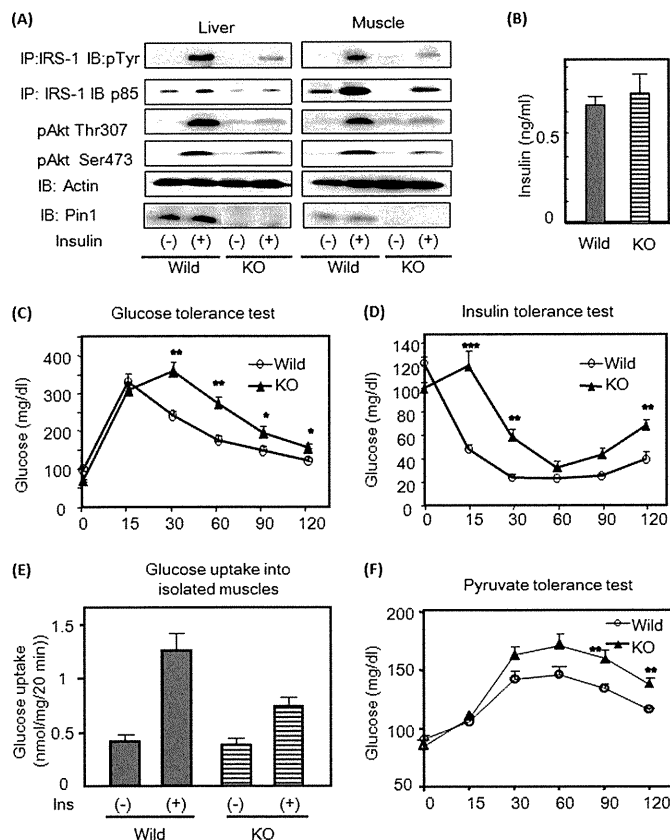 (A)
Liver Muscle
IP:IRS-1 IB:pTyr
IP: IRS-1 IB p85
pAkt Thr307
pAkt Ser473
IB: Actin
IB: Pin1
Insulin (-) (+) (-) (+) (-) (+) (-) (+)
Wild KO Wild KO
(B)
Insulin (ng/ml)
0.5
0
Wild KO
(C)
Glucose tolerance test
Glucose (mg/dl)
400
300
200
100
0
Wild
KO
** ** * *
0 15 30 60 90 120
(D)
Insulin tolerance test
Glucose (mg/dl)
140
120
100
80
60
40
20
Wild
KO
*** ** **
0 15 30 60 90 120
(E)
Glucose uptake into
isolated muscles
Glucose uptake
(nmol/mg/20 min))
1.5
1
0.5
0
Ins (-) (+) (-) (+)
Wild KO
(F)
Pyruvate tolerance test
Glucose (mg/dl)
200
150
100
50
Wild
KO
** **
0 15 30 60 90 120